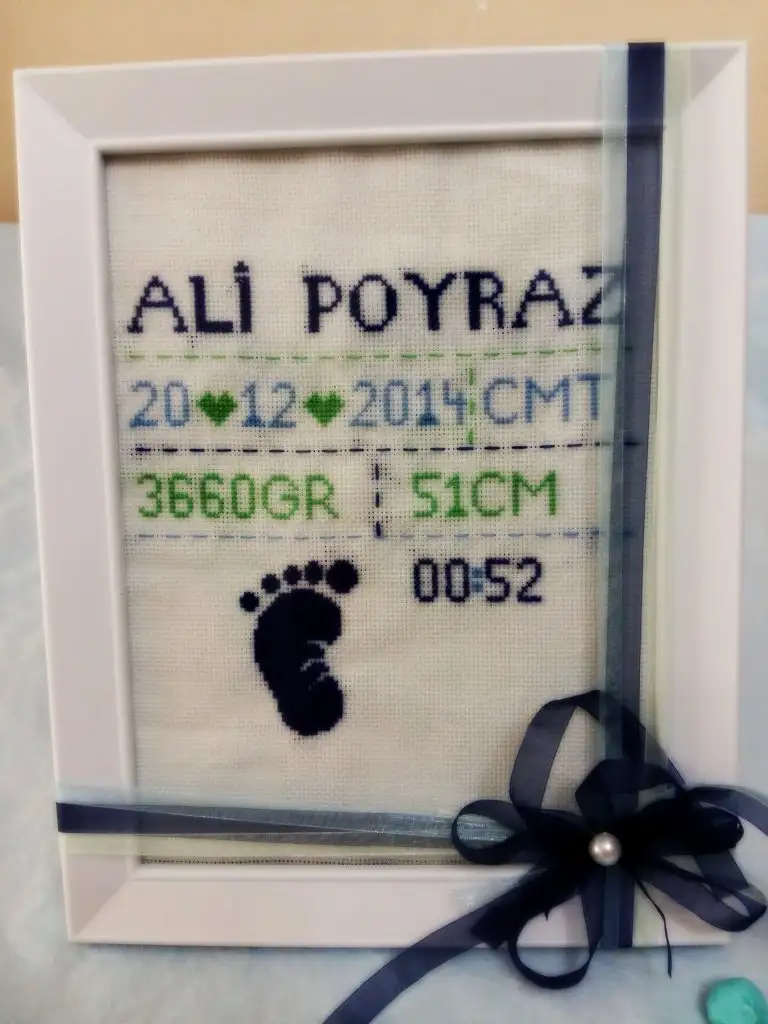 ALİ POYRAZ
20♥12♥2014 CMT
3660GR 51CM
00:52